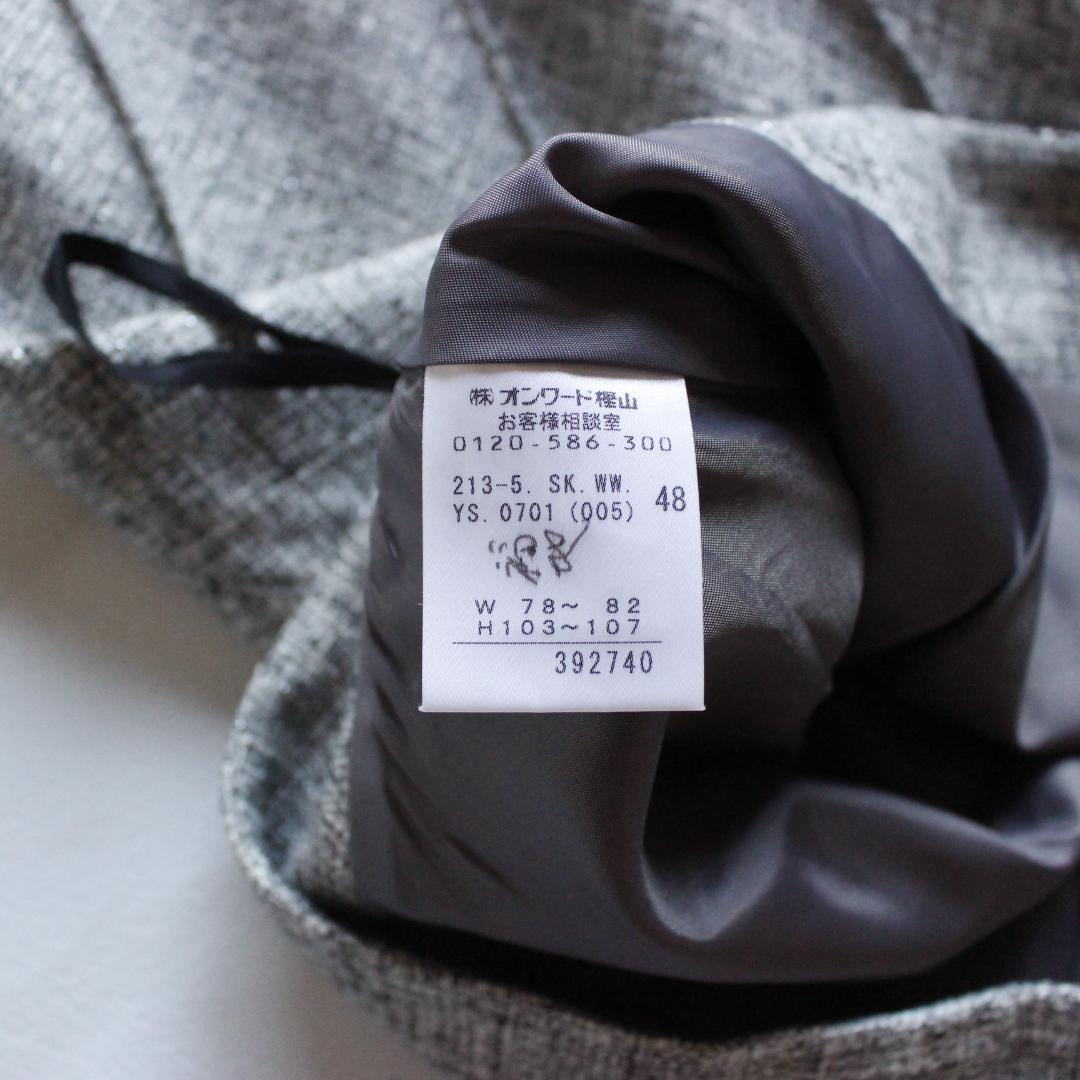 (株)オンワード樫山
お客様相談室
0120-586-300
213-5. SK. WW.
YS. 0701 (005)
48
W 78～ 82
H103～107
392740